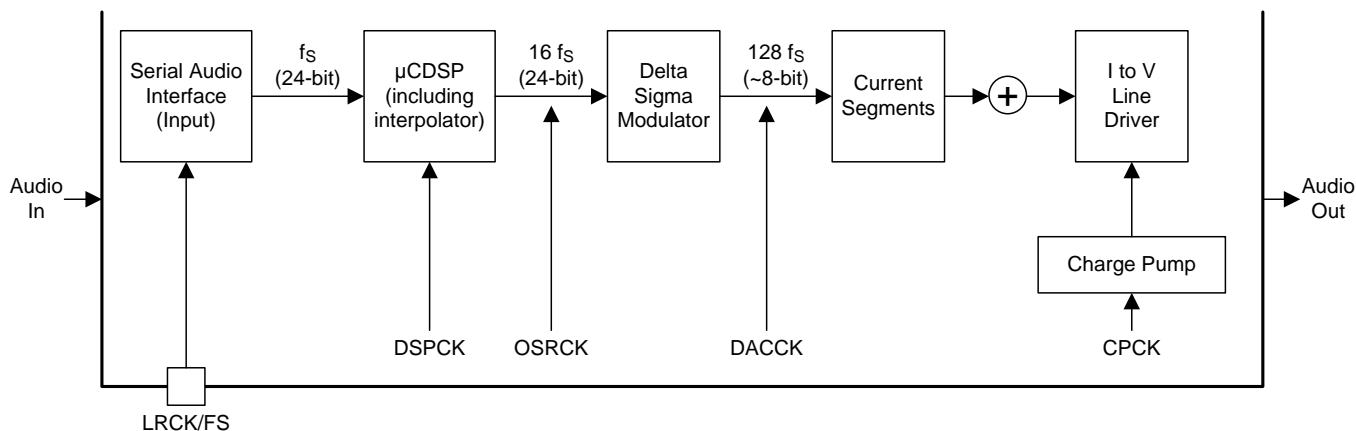 Serial Audio
Interface
(Input)
fS
(24-bit)
µCDSP
(including
interpolator)
16 fS
(24-bit)
Delta
Sigma
Modulator
128 fS
(~8-bit)
Current
Segments
+
I to V
Line
Driver
Audio
In
Audio
Out
Charge Pump
DSPCK
OSRCK
DACCK
CPCK
LRCK/FS